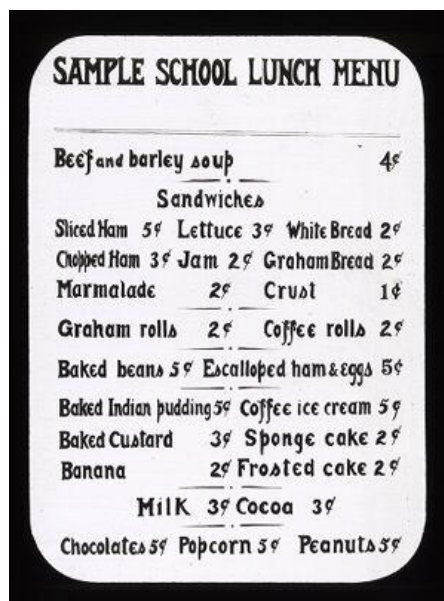 SAMPLE SCHOOL LUNCH MENU
Beef and barley soup 4¢
Sandwiches
Sliced Ham 5¢ Lettuce 3¢ White Bread 2¢
Chopped Ham 3¢ Jam 2¢ Graham Bread 2¢
Marmalade 2¢ Crust 1¢
Graham rolls 2¢ Coffee rolls 2¢
Baked beans 5¢ Escalloped ham & eggs 5¢
Baked Indian pudding 5¢ Coffee ice cream 5¢
Baked Custard 3¢ Sponge cake 2¢
Banana 2¢ Frosted cake 2¢
Milk 3¢ Cocoa 3¢
Chocolates 5¢ Popcorn 5¢ Peanuts 5¢